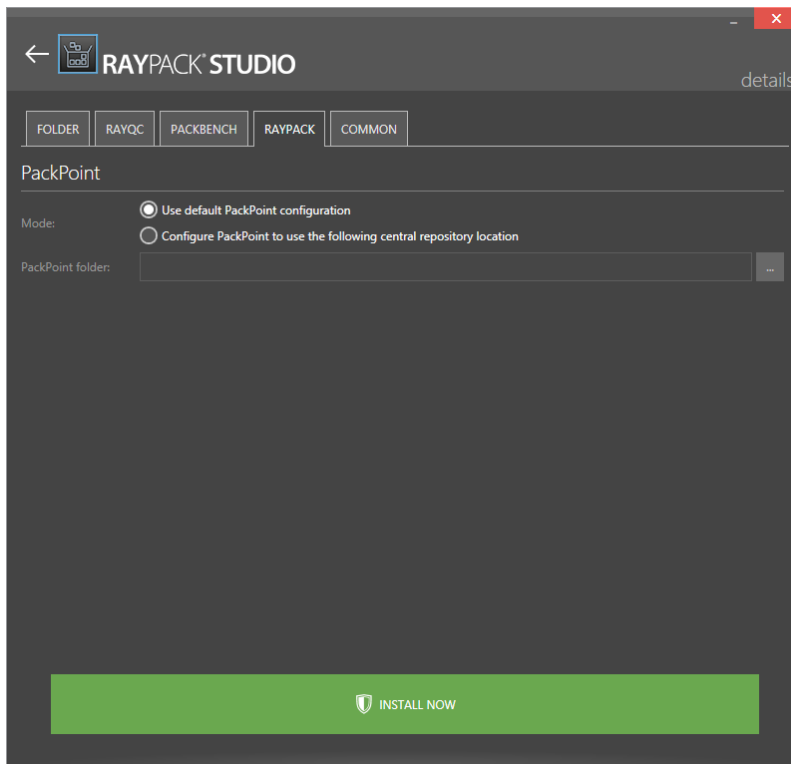 RAYPACK® STUDIO
details
FOLDER RAYQC PACKBENCH RAYPACK COMMON
PackPoint
Mode:
Use default PackPoint configuration
Configure PackPoint to use the following central repository location
PackPoint folder:
...
INSTALL NOW